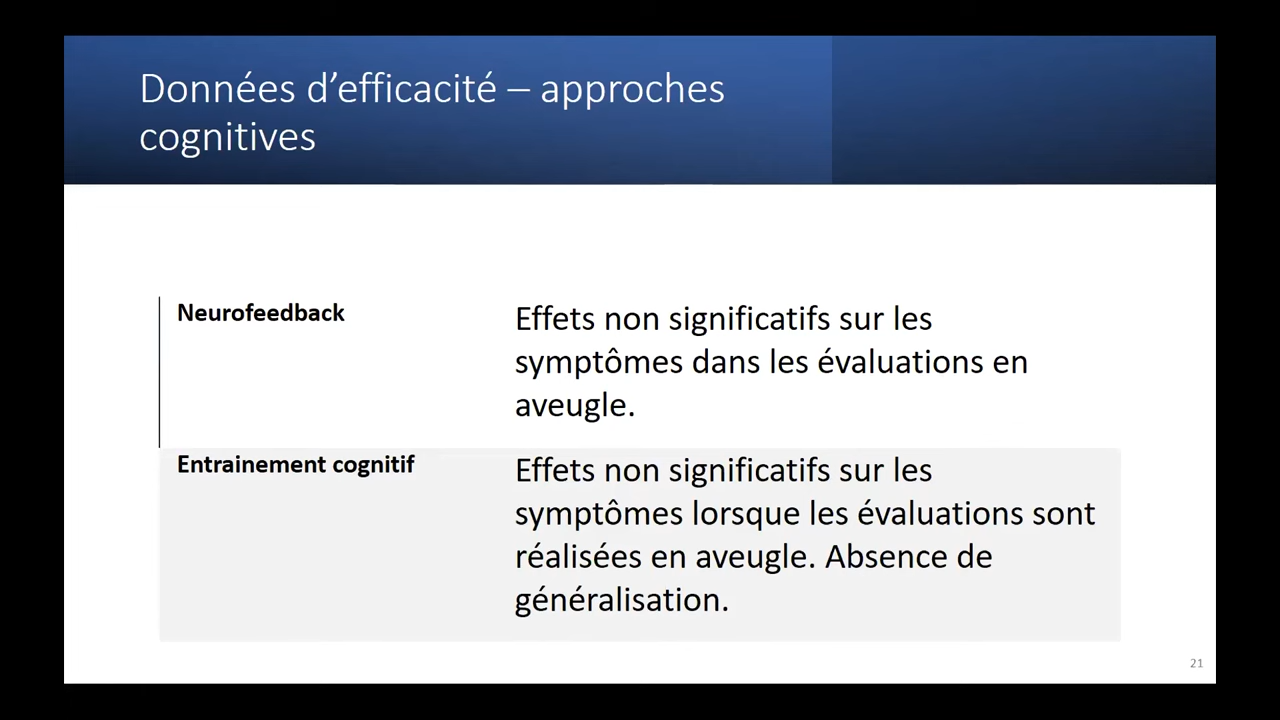 Données d’efficacité – approches
cognitives
Neurofeedback
Effets non significatifs sur les
symptômes dans les évaluations en
aveugle.
Entrainement cognitif
Effets non significatifs sur les
symptômes lorsque les évaluations sont
réalisées en aveugle. Absence de
généralisation.
21